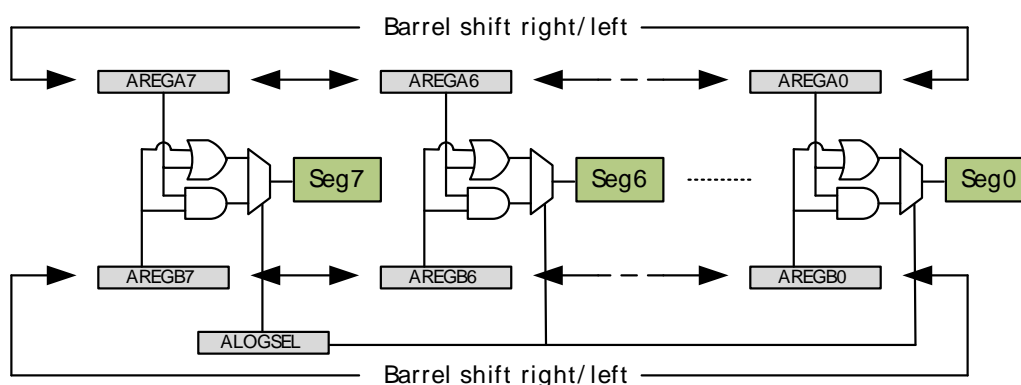 Barrel shift right/left
AREGA7 AREGA6 AREGA0
Seg7 Seg6 Seg0
AREGB7 AREGB6 AREGB0
ALOGSEL
Barrel shift right/left